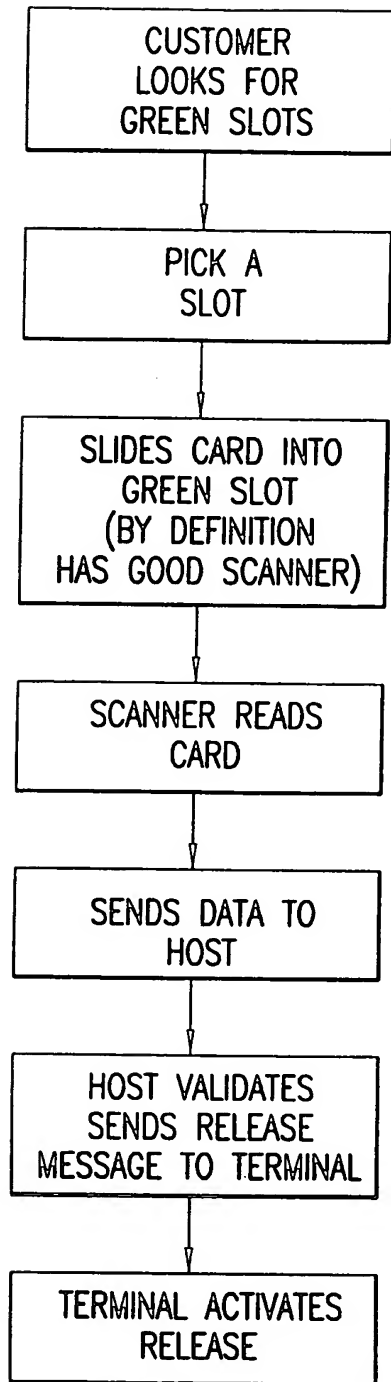 CUSTOMER
LOOKS FOR
GREEN SLOTS
PICK A
SLOT
SLIDES CARD INTO
GREEN SLOT
(BY DEFINITION
HAS GOOD SCANNER)
SCANNER READS
CARD
SENDS DATA TO
HOST
HOST VALIDATES
SENDS RELEASE
MESSAGE TO TERMINAL
TERMINAL ACTIVATES
RELEASE